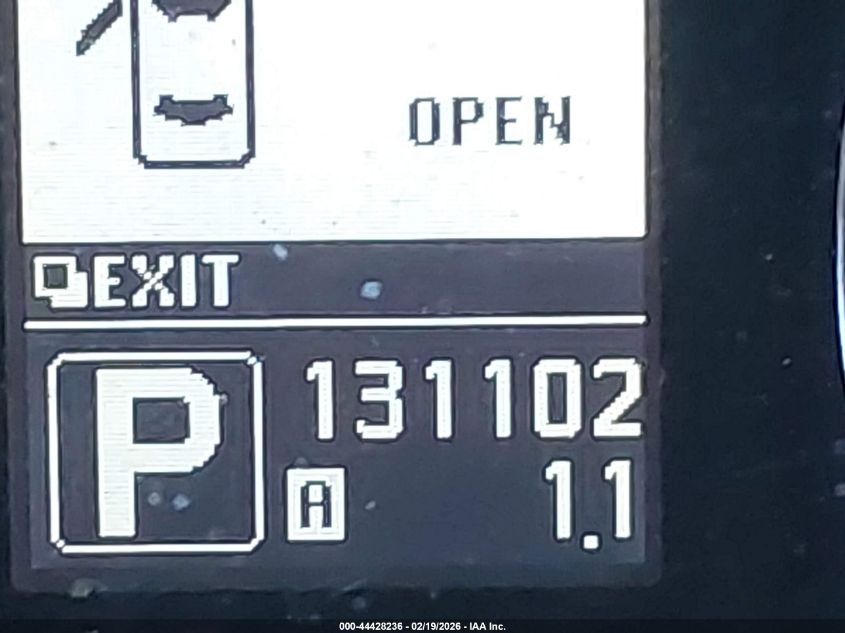 OPEN
EXIT
P 131102
A 1.1
000-44428236 - 02/19/2026 - IAA Inc.